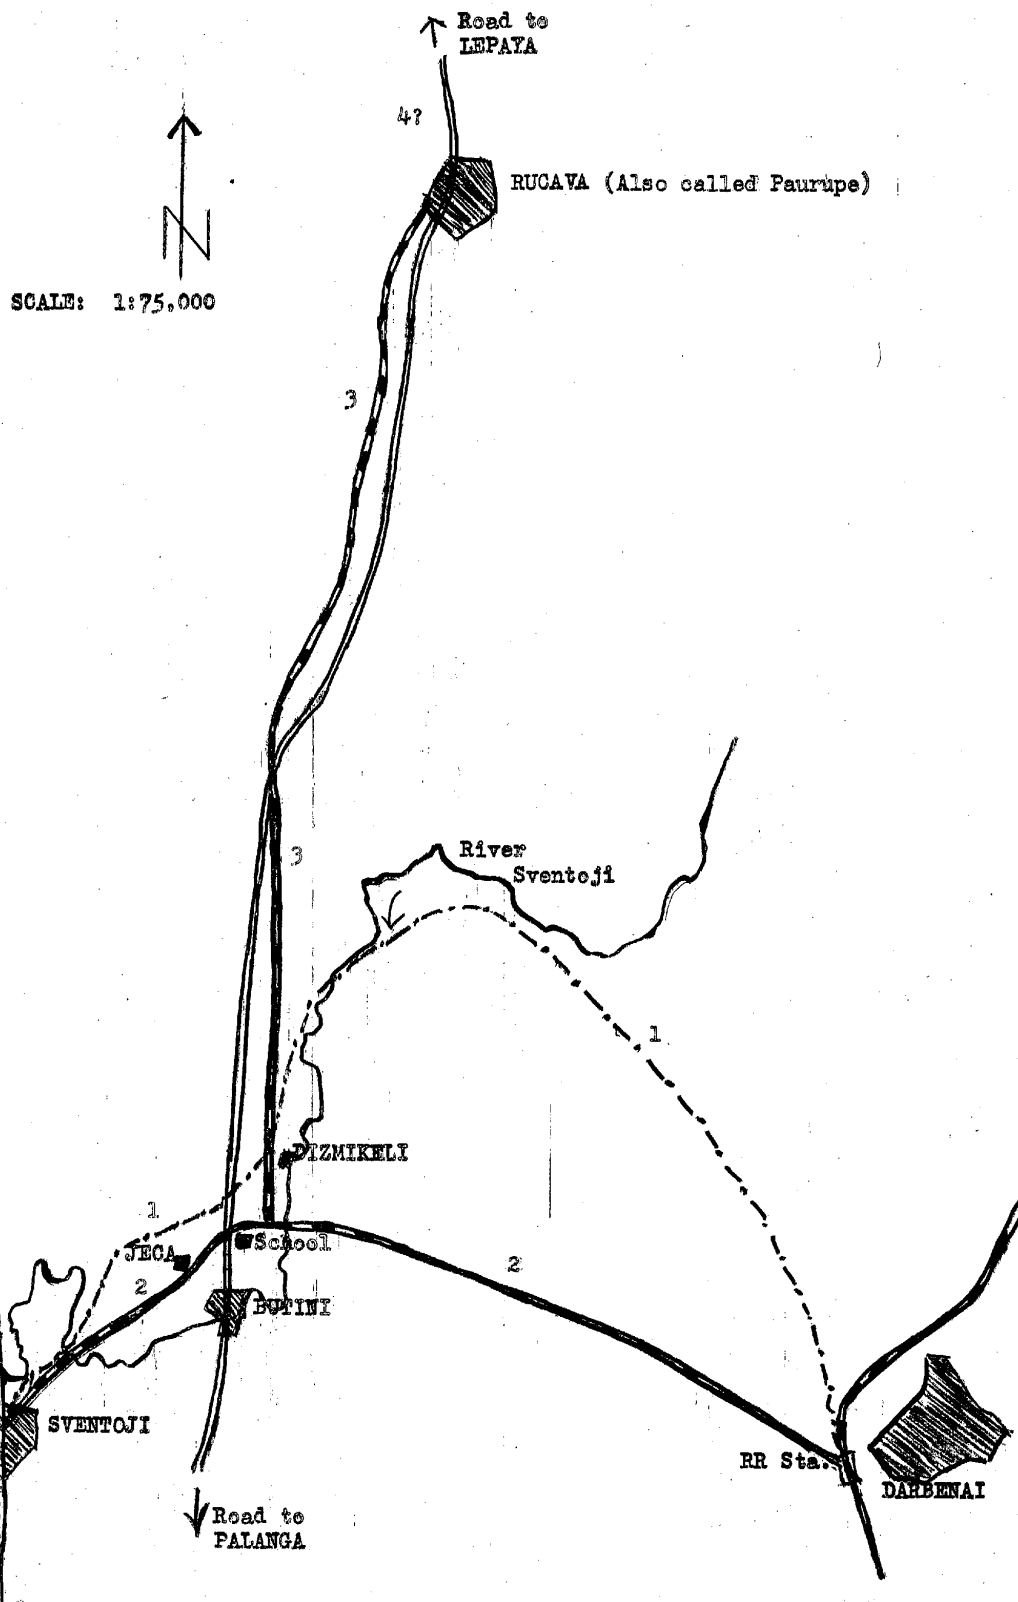 Road to
LEPAYA
4?
RUCAVA (Also called Paurupe)
N
SCALE: 1:75,000
3
3
River
Sventoji
1
DIZMIKELI
1
School
JECA
2
2
BUTINI
SVENTOJI
RR Sta.
DARBENAI
Road to
PALANGA